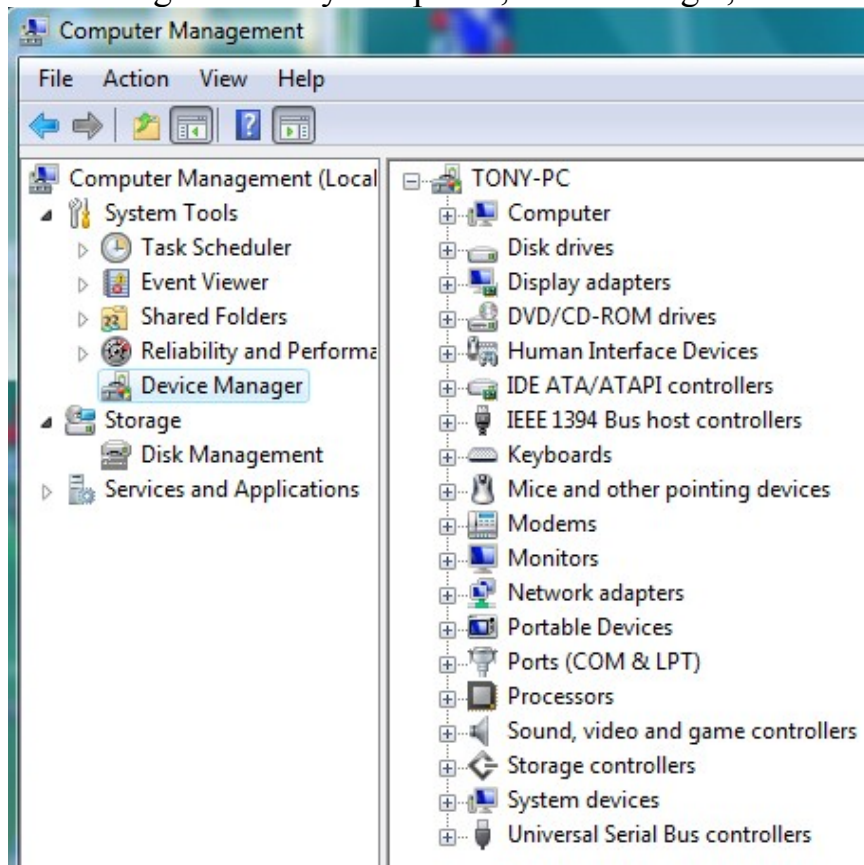 Computer Management
File Action View Help
Computer Management (Local
System Tools
Task Scheduler
Event Viewer
Shared Folders
Reliability and Performa
Device Manager
Storage
Disk Management
Services and Applications
TONY-PC
Computer
Disk drives
Display adapters
DVD/CD-ROM drives
Human Interface Devices
IDE ATA/ATAPI controllers
IEEE 1394 Bus host controllers
Keyboards
Mice and other pointing devices
Modems
Monitors
Network adapters
Portable Devices
Ports (COM & LPT)
Processors
Sound, video and game controllers
Storage controllers
System devices
Universal Serial Bus controllers